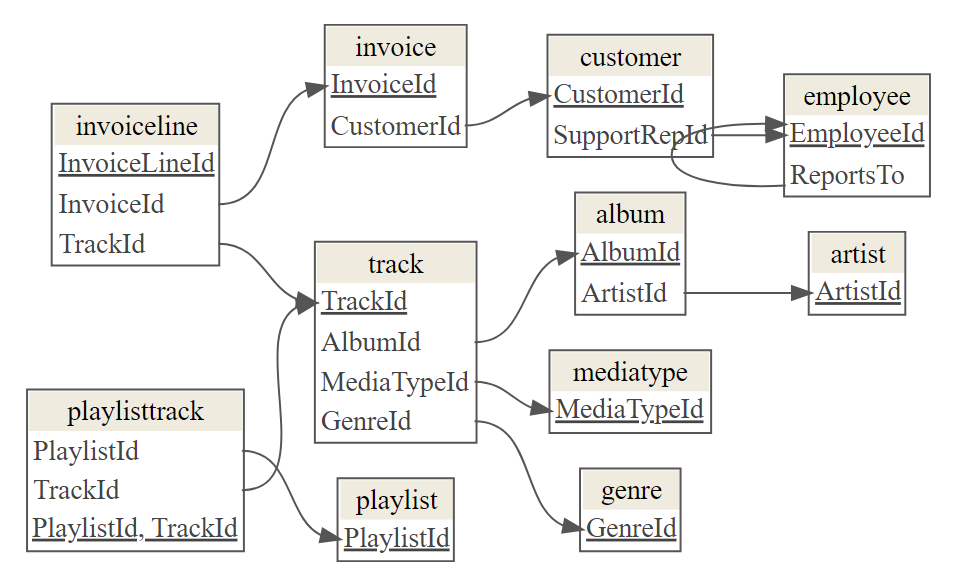 invoice
InvoiceId
CustomerId
customer
CustomerId
SupportRepId
employee
EmployeeId
ReportsTo
invoiceline
InvoiceLineId
InvoiceId
TrackId
track
TrackId
AlbumId
MediaTypeId
GenreId
album
AlbumId
ArtistId
artist
ArtistId
mediatype
MediaTypeId
playlisttrack
PlaylistId
TrackId
PlaylistId, TrackId
playlist
PlaylistId
genre
GenreId